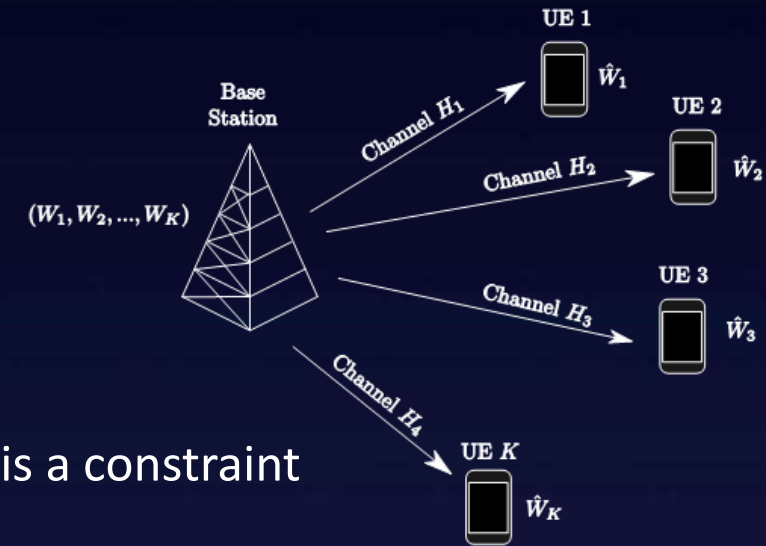 UE 1
Base
Station
Channel H₁
Ŵ₁
UE 2
Channel H₂
Ŵ₂
(W₁, W₂, ..., W_K)
UE 3
Channel H₃
Ŵ₃
Channel H₄
is a constraint
UE K
Ŵ_K